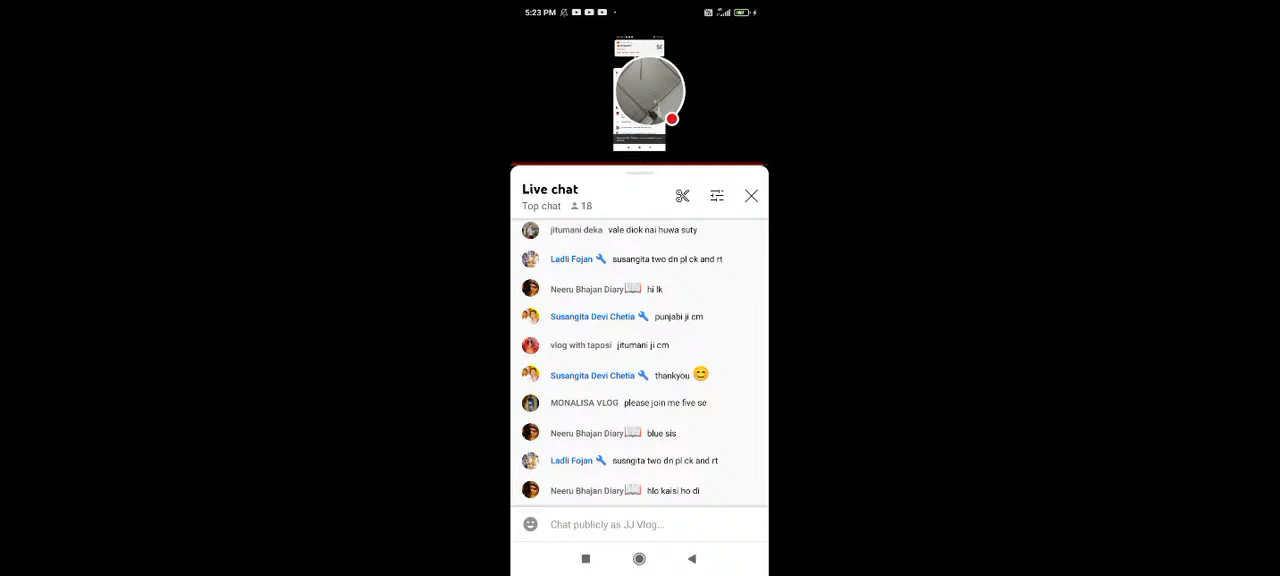 5:23 PM
Live chat
Top chat 18
jitumani deka vale diok nai huwa suty
Ladli Fojan susangita two dn pl ck and rt
Neeru Bhajan Diary📖 hi lk
Susangita Devi Chetia punjabi ji cm
vlog with taposi jitumani ji cm
Susangita Devi Chetia thankyou 😊
MONALISA VLOG please join me five se
Neeru Bhajan Diary📖 blue sis
Ladli Fojan susngita two dn pl ck and rt
Neeru Bhajan Diary📖 hlo kaisi ho di
Chat publicly as JJ Vlog...